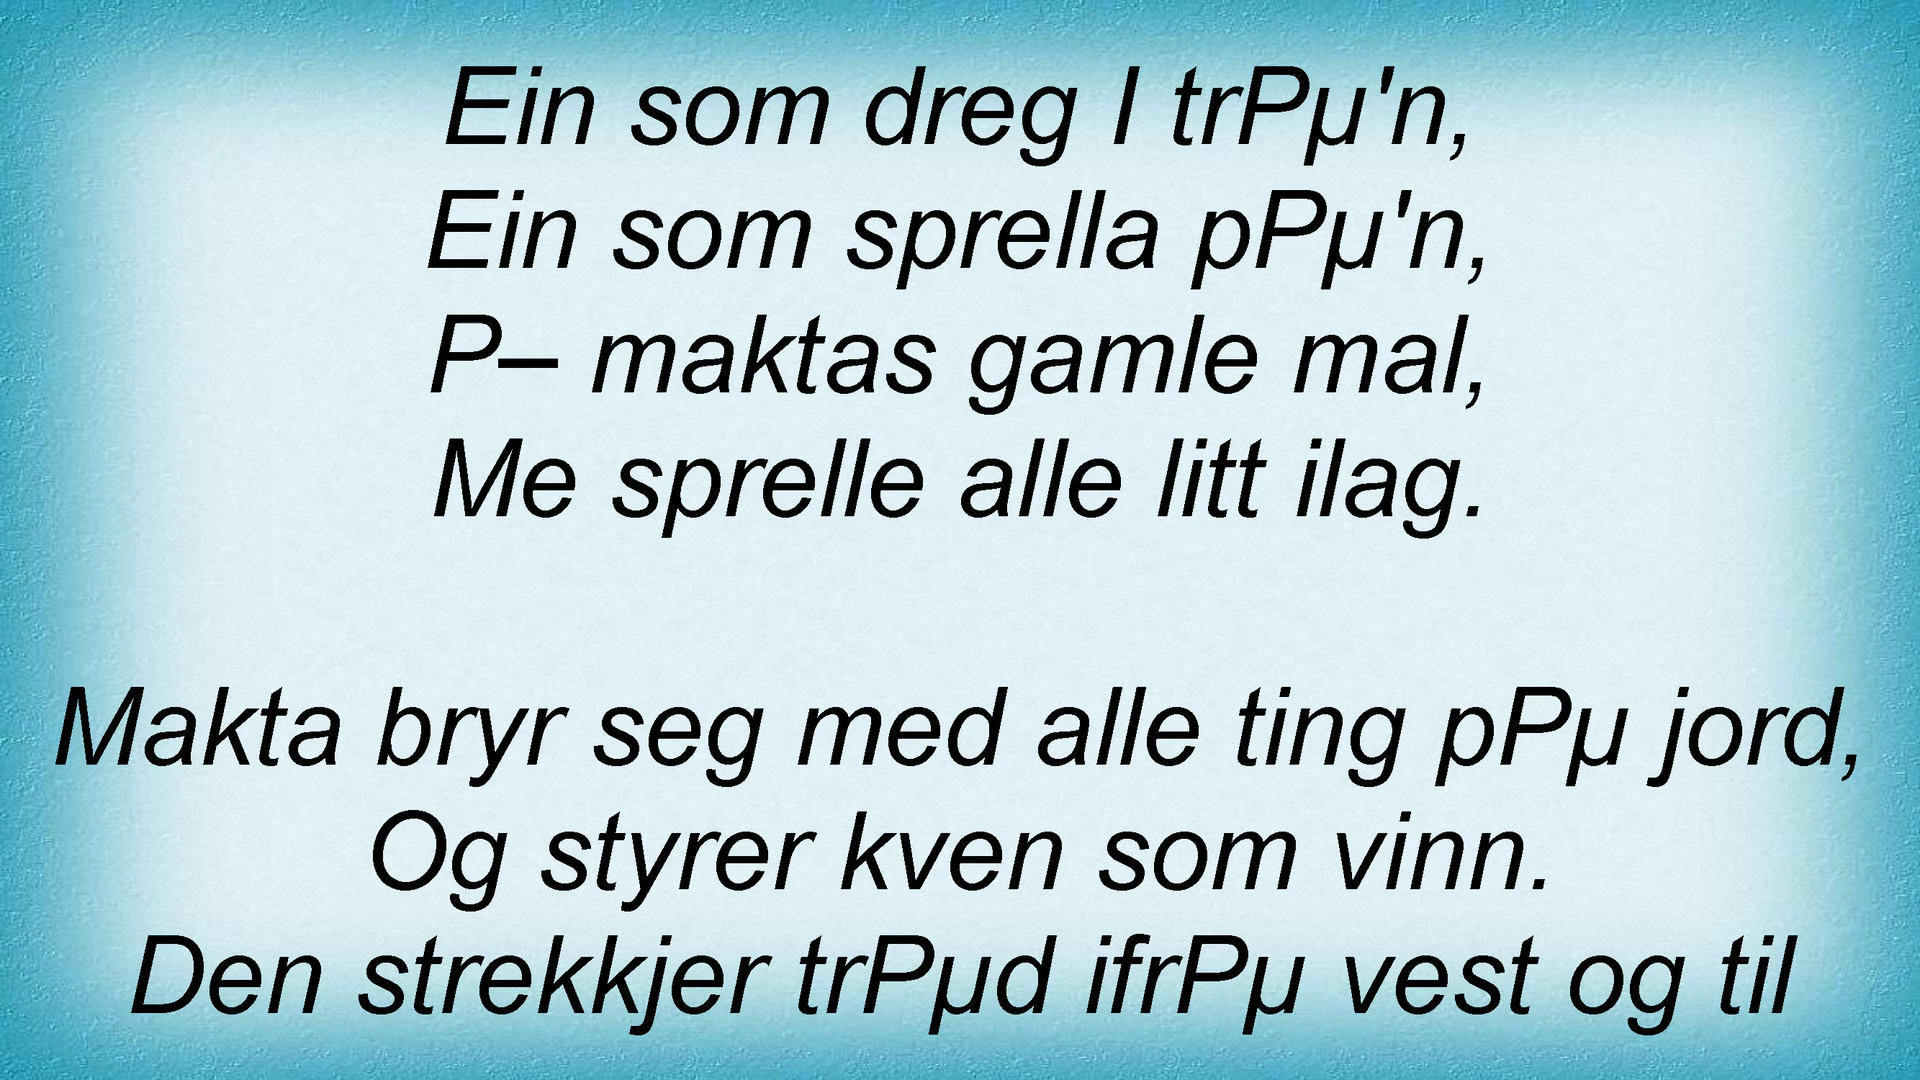 Ein som dreg I trPµ'n,
Ein som sprella pPµ'n,
P– maktas gamle mal,
Me sprelle alle litt ilag.
Makta bryr seg med alle ting pPµ jord,
Og styrer kven som vinn.
Den strekkjer trPµd ifrPµ vest og til